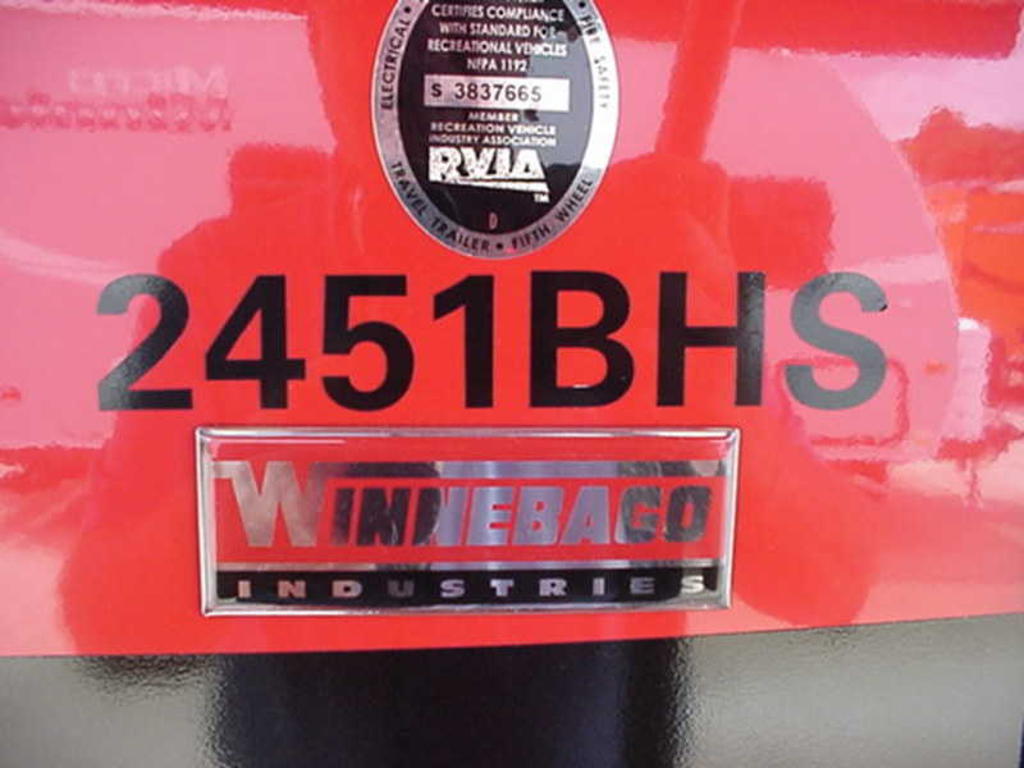 CERTIFIES COMPLIANCE
WITH STANDARD FOR
RECREATIONAL VEHICLES
NFPA 1192
S 3837665
MEMBER
RECREATION VEHICLE
INDUSTRY ASSOCIATION
RVIA
TM
D
ELECTRICAL • FIRE SAFETY
TRAVEL TRAILER • FIFTH WHEEL
2451BHS
WINNEBAGO
INDUSTRIES